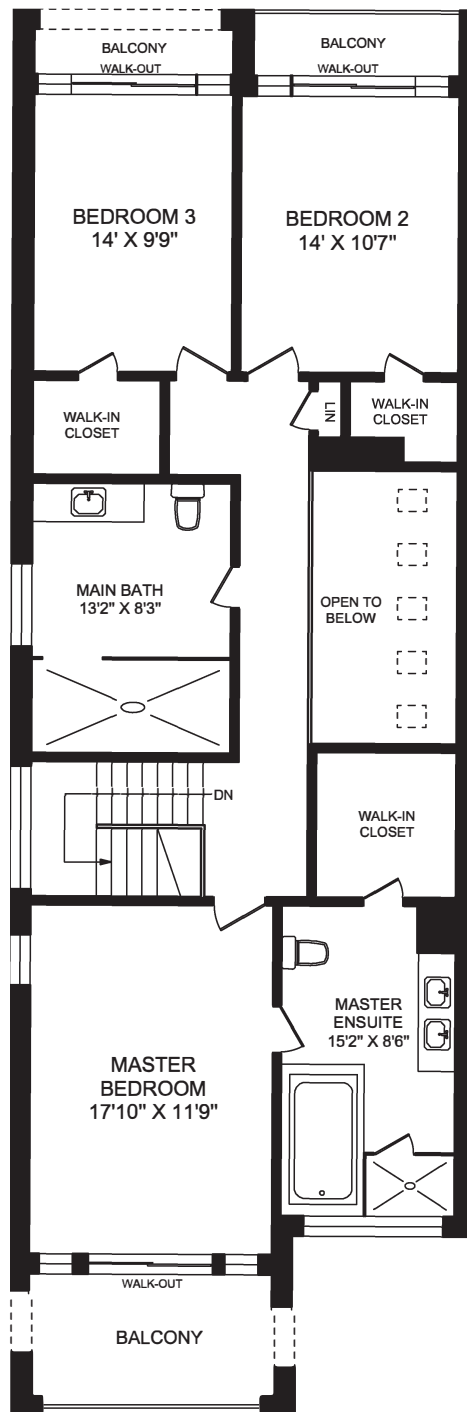 BALCONY
WALK-OUT
BALCONY
WALK-OUT
BEDROOM 3
14' X 9'9"
BEDROOM 2
14' X 10'7"
WALK-IN
CLOSET
LIN
WALK-IN
CLOSET
MAIN BATH
13'2" X 8'3"
OPEN TO
BELOW
DN
WALK-IN
CLOSET
MASTER
ENSUITE
15'2" X 8'6"
MASTER
BEDROOM
17'10" X 11'9"
WALK-OUT
BALCONY